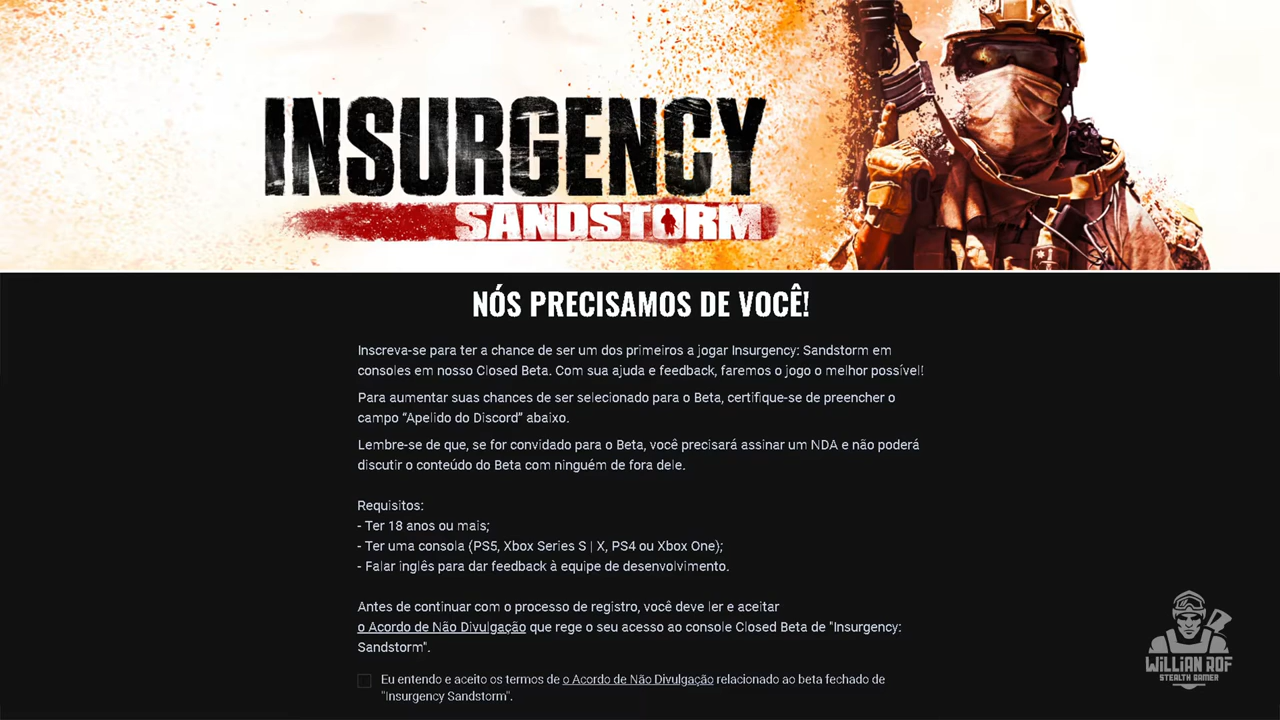 INSURGENCY
SANDSTORM
NÓS PRECISAMOS DE VOCÊ!
Inscreva-se para ter a chance de ser um dos primeiros a jogar Insurgency: Sandstorm em
consoles em nosso Closed Beta. Com sua ajuda e feedback, faremos o jogo o melhor possível!
Para aumentar suas chances de ser selecionado para o Beta, certifique-se de preencher o
campo “Apelido do Discord” abaixo.
Lembre-se de que, se for convidado para o Beta, você precisará assinar um NDA e não poderá
discutir o conteúdo do Beta com ninguém de fora dele.
Requisitos:
- Ter 18 anos ou mais;
- Ter uma consola (PS5, Xbox Series S | X, PS4 ou Xbox One);
- Falar inglês para dar feedback à equipe de desenvolvimento.
Antes de continuar com o processo de registro, você deve ler e aceitar
o Acordo de Não Divulgação que rege o seu acesso ao console Closed Beta de "Insurgency:
Sandstorm".
Eu entendo e aceito os termos de o Acordo de Não Divulgação relacionado ao beta fechado de
"Insurgency Sandstorm".
WILLIAN ROF
STEALTH GAMER